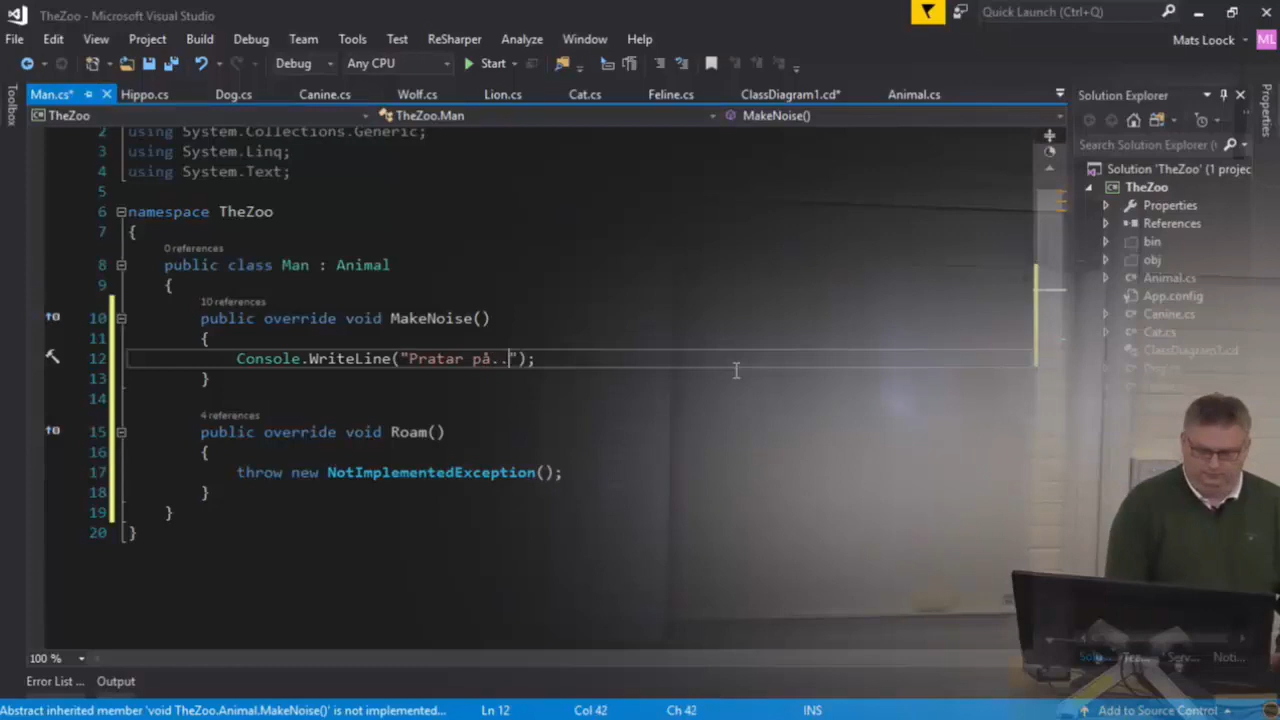 TheZoo - Microsoft Visual Studio
Quick Launch (Ctrl+Q)
File Edit View Project Build Debug Team Tools Test ReSharper Analyze Window Help
Mats Loock ML
Debug Any CPU Start
Man.cs* Hippo.cs Dog.cs Canine.cs Wolf.cs Lion.cs Cat.cs Feline.cs ClassDiagram1.cd* Animal.cs
TheZoo TheZoo.Man MakeNoise()
Toolbox
2 using System.Collections.Generic;
3 using System.Linq;
4 using System.Text;
5
6 namespace TheZoo
7 {
0 references
8 public class Man : Animal
9 {
10 references
10 public override void MakeNoise()
11 {
12 Console.WriteLine("Pratar på..");
13 }
14
4 references
15 public override void Roam()
16 {
17 throw new NotImplementedException();
18 }
19 }
20 }
100 %
Error List ... Output
Abstract inherited member 'void TheZoo.Animal.MakeNoise()' is not implemented... Ln 12 Col 42 Ch 42 INS Add to Source Control
Solution Explorer
Search Solution Explorer
Solution 'TheZoo' (1 projec
TheZoo
Properties
References
bin
obj
Animal.cs
App.config
Canine.cs
Cat.cs
ClassDiagram1.cd
Dog.cs
Solu... Tea... Serv... Noti...
Properties